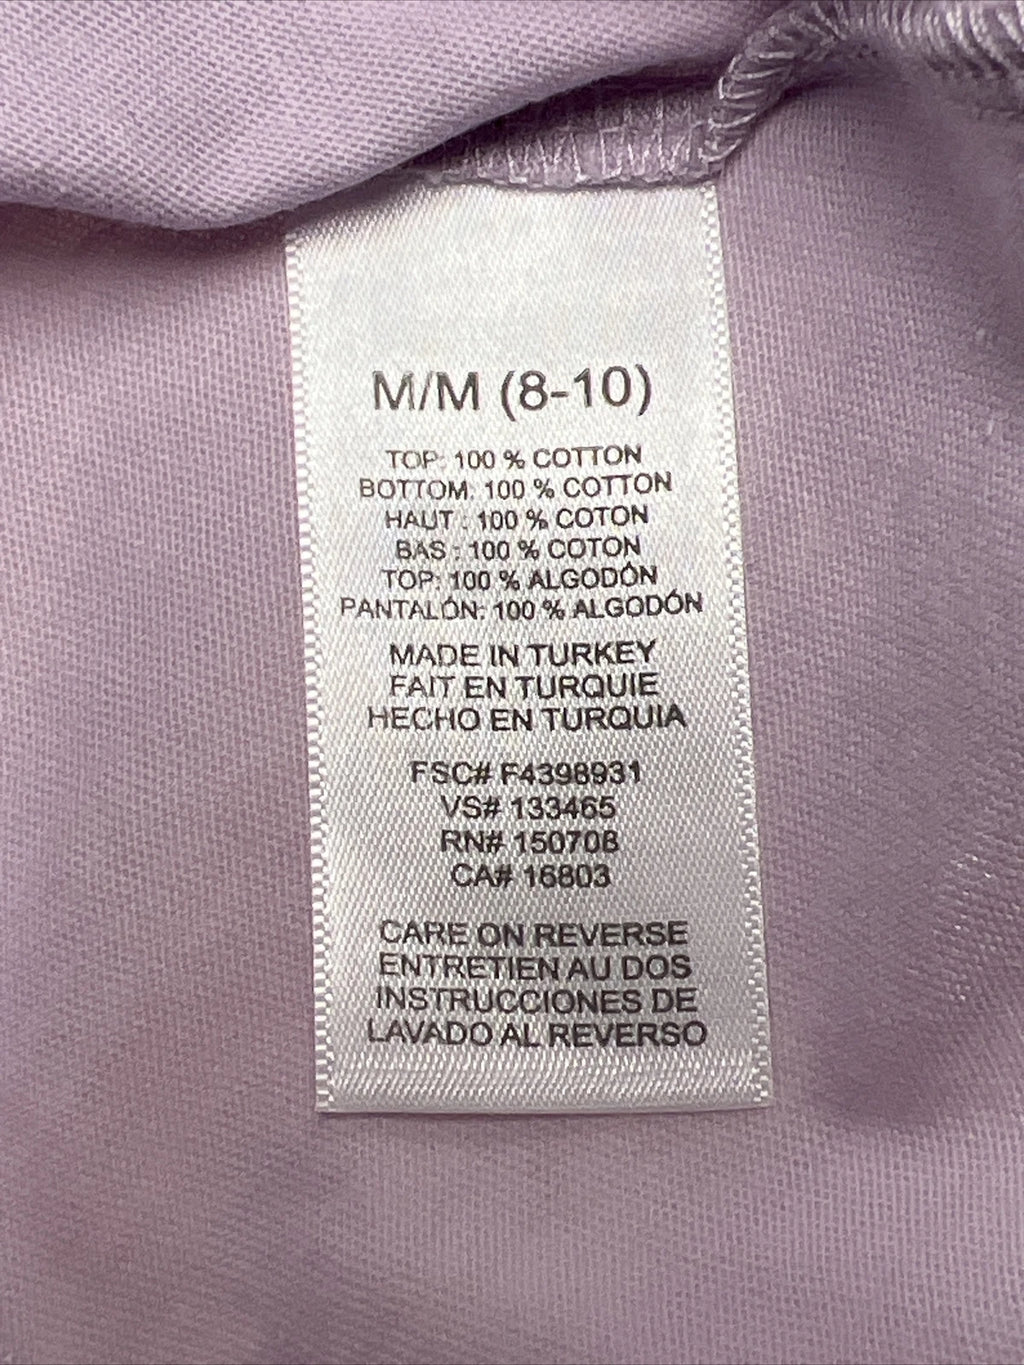 M/M (8-10)
TOP: 100 % COTTON
BOTTOM: 100 % COTTON
HAUT : 100 % COTON
BAS : 100 % COTON
TOP: 100 % ALGODÓN
PANTALÓN: 100 % ALGODÓN
MADE IN TURKEY
FAIT EN TURQUIE
HECHO EN TURQUIA
FSC# F4398931
VS# 133465
RN# 150708
CA# 16803
CARE ON REVERSE
ENTRETIEN AU DOS
INSTRUCCIONES DE
LAVADO AL REVERSO